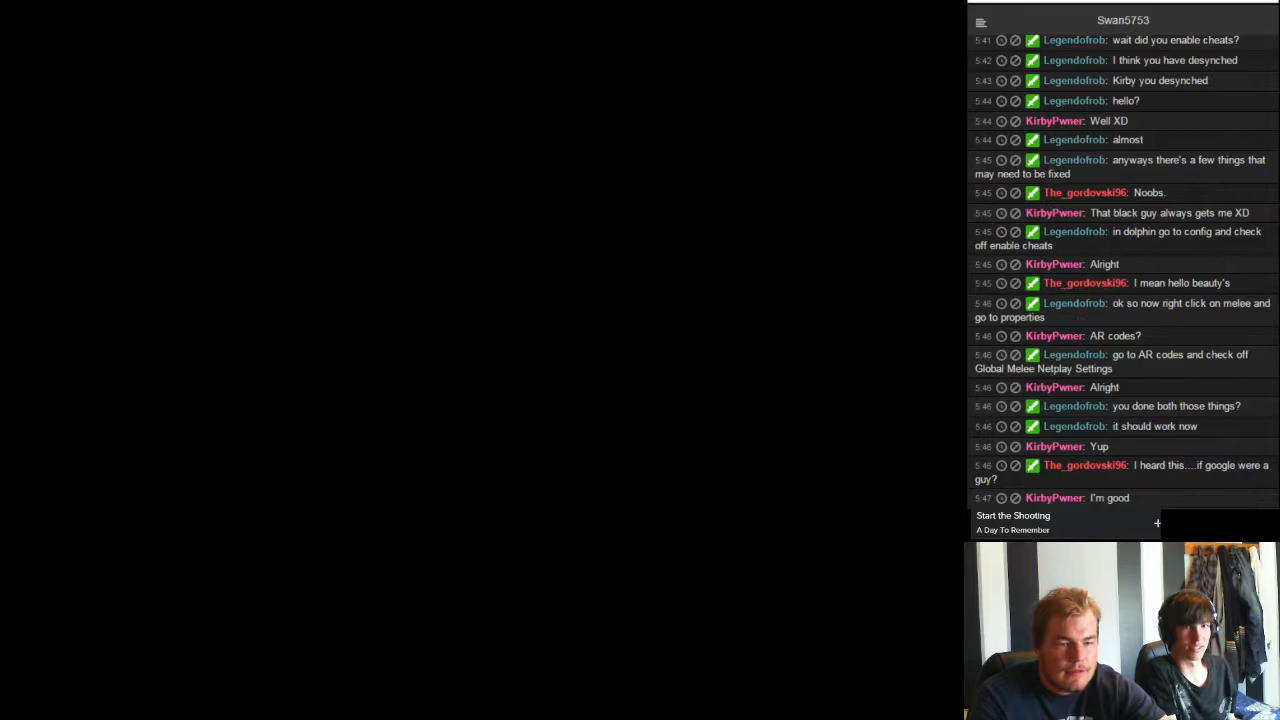 Swan5753
5:41 Legendofrob: wait did you enable cheats?
5:42 Legendofrob: I think you have desynched
5:43 Legendofrob: Kirby you desynched
5:44 Legendofrob: hello?
5:44 KirbyPwner: Well XD
5:44 Legendofrob: almost
5:45 Legendofrob: anyways there's a few things that
may need to be fixed
5:45 The_gordovski96: Noobs.
5:45 KirbyPwner: That black guy always gets me XD
5:45 Legendofrob: in dolphin go to config and check
off enable cheats
5:45 KirbyPwner: Alright
5:45 The_gordovski96: I mean hello beauty's
5:46 Legendofrob: ok so now right click on melee and
go to properties
5:46 KirbyPwner: AR codes?
5:46 Legendofrob: go to AR codes and check off
Global Melee Netplay Settings
5:46 KirbyPwner: Alright
5:46 Legendofrob: you done both those things?
5:46 Legendofrob: it should work now
5:46 KirbyPwner: Yup
5:46 The_gordovski96: I heard this....if google were a
guy?
5:47 KirbyPwner: I'm good
Start the Shooting
+
A Day To Remember